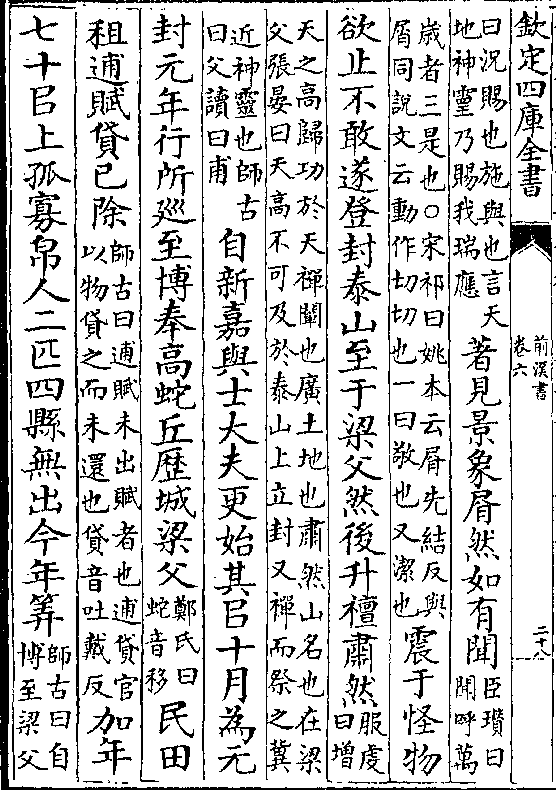 欽定四庫全書
前漢書
卷六
二十八
曰況賜也施與也言天
地神靈乃賜我瑞應
著見景象屑然如有聞
臣瓚曰
聞呼萬
歳者三是也○宋祁曰姚本云屑先結反與
屑同說文云動作切切也一曰敬也又潔也
震于怪物
欲止不敢遂登封泰山至于梁父然後升襢肅然
服虔
曰增
天之高歸功於天禪闡也廣土地也肅然山名也在梁
父張晏曰天高不可及於泰山上立封又禪而祭之冀
近神靈也師古
曰父讀曰甫
自新嘉與士大夫更始其㠯十月為元
封元年行所廵至博奉高蛇丘歴城梁父
鄭氏曰
蛇音移
民田
租逋賦貸已除
師古曰逋賦未出賦者也逋貸官
以物貸之而未還也貸音吐戴反
加年
七十㠯上孤寡帛人二匹四縣無出今年筭
師古曰自
博至梁父